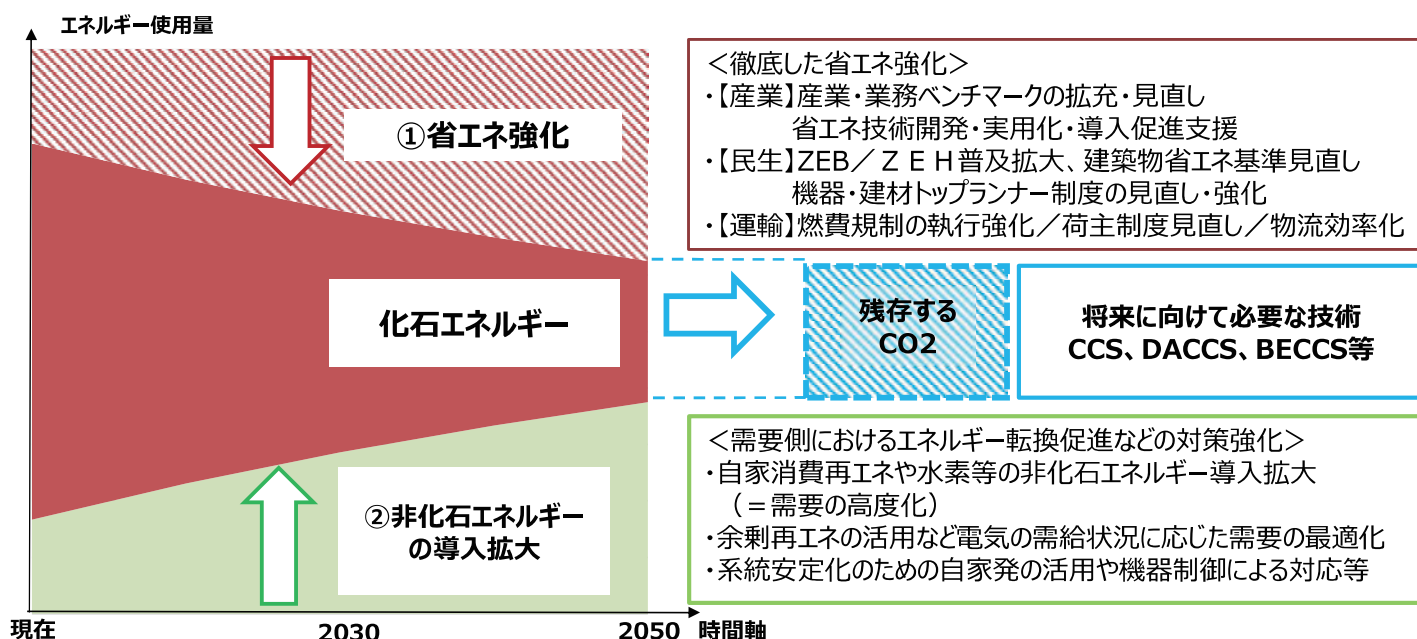 エネルギー使用量
①省エネ強化
化石エネルギー
②非化石エネルギー
の導入拡大
現在
2030
2050
時間軸
＜徹底した省エネ強化＞
・【産業】産業・業務ベンチマークの拡充・見直し
省エネ技術開発・実用化・導入促進支援
・【民生】ZEB／ＺＥＨ普及拡大、建築物省エネ基準見直し
機器・建材トップランナー制度の見直し・強化
・【運輸】燃費規制の執行強化／荷主制度見直し／物流効率化
残存する
CO2
将来に向けて必要な技術
CCS、DACCS、BECCS等
＜需要側におけるエネルギー転換促進などの対策強化＞
・自家消費再エネや水素等の非化石エネルギー導入拡大
（＝需要の高度化）
・余剰再エネの活用など電気の需給状況に応じた需要の最適化
・系統安定化のための自家発の活用や機器制御による対応等